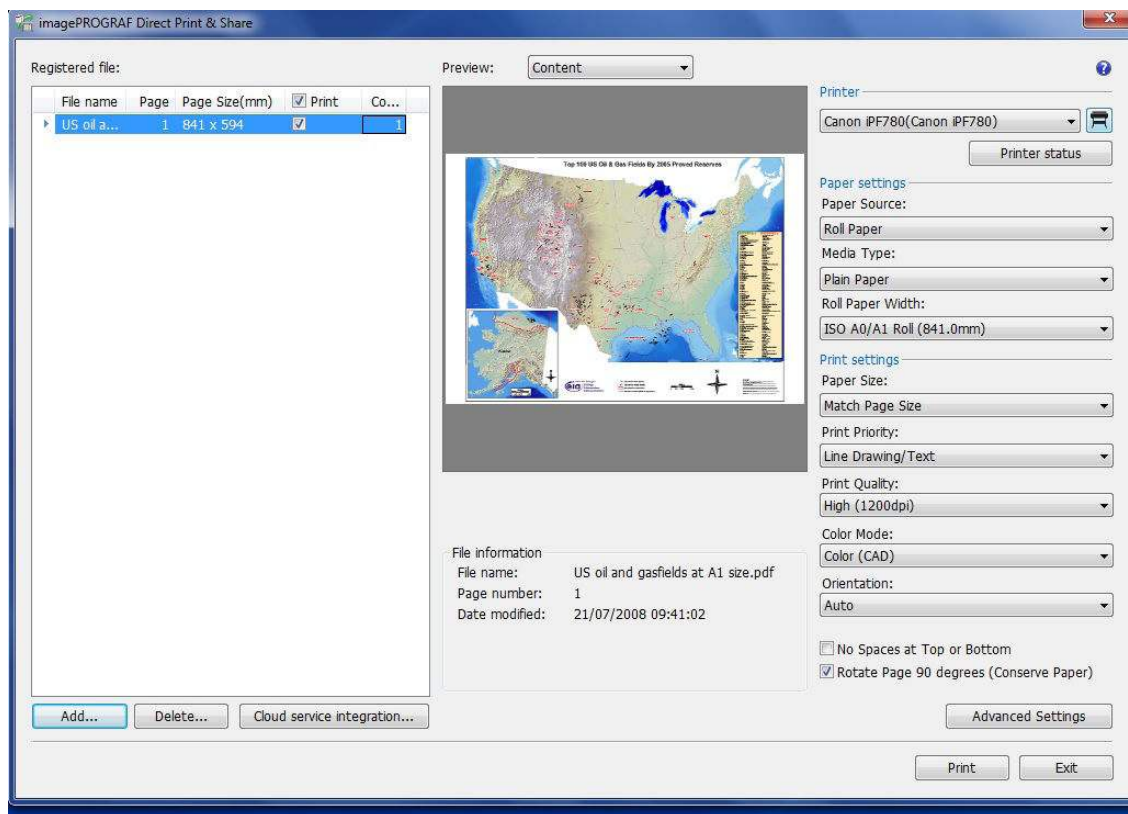 imagePROGRAF Direct Print & Share
Registered file:
File name Page Page Size(mm) Print Co...
US oil a... 1 841 x 594 1
Add... Delete... Cloud service integration...
Preview: Content
Top 100 US Oil & Gas Fields By 2005 Proved Reserves
File information
File name: US oil and gasfields at A1 size.pdf
Page number: 1
Date modified: 21/07/2008 09:41:02
Printer
Canon iPF780(Canon iPF780)
Printer status
Paper settings
Paper Source:
Roll Paper
Media Type:
Plain Paper
Roll Paper Width:
ISO A0/A1 Roll (841.0mm)
Print settings
Paper Size:
Match Page Size
Print Priority:
Line Drawing/Text
Print Quality:
High (1200dpi)
Color Mode:
Color (CAD)
Orientation:
Auto
No Spaces at Top or Bottom
Rotate Page 90 degrees (Conserve Paper)
Advanced Settings
Print Exit